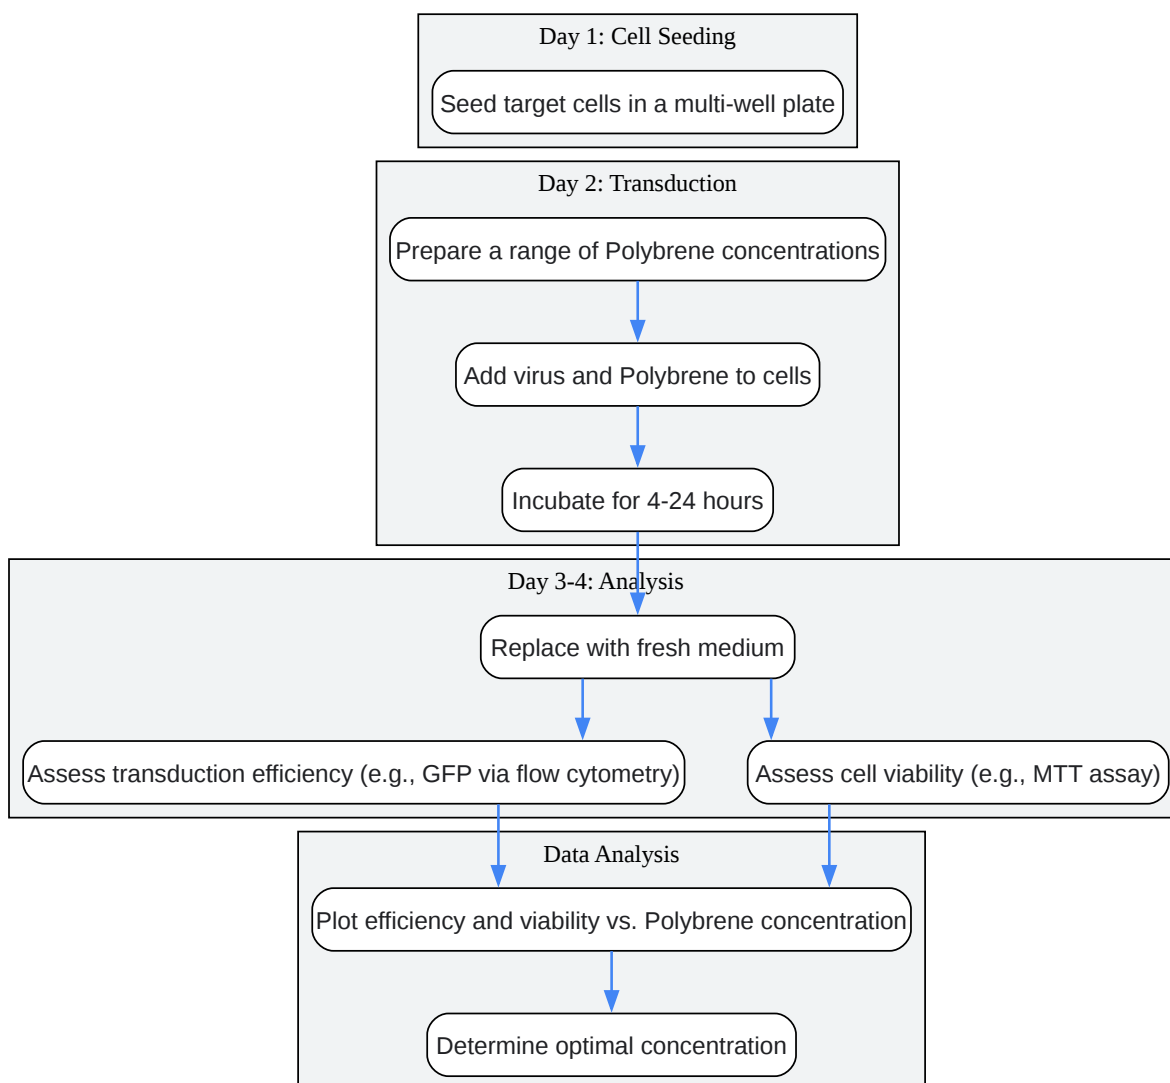 Day 1: Cell Seeding
Seed target cells in a multi-well plate
Day 2: Transduction
Prepare a range of Polybrene concentrations
Add virus and Polybrene to cells
Incubate for 4-24 hours
Day 3-4: Analysis
Replace with fresh medium
Assess transduction efficiency (e.g., GFP via flow cytometry)
Assess cell viability (e.g., MTT assay)
Data Analysis
Plot efficiency and viability vs. Polybrene concentration
Determine optimal concentration